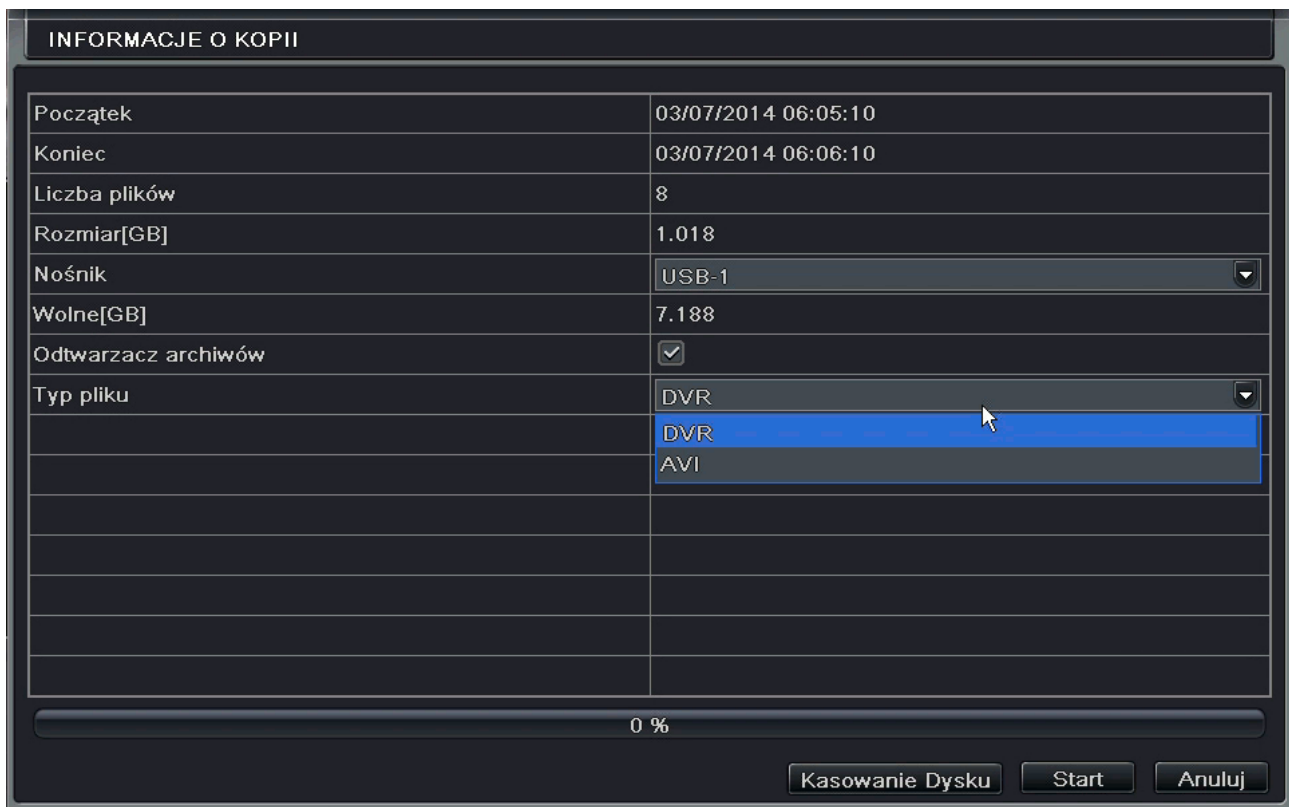 INFORMACJE O KOPII
Początek 03/07/2014 06:05:10
Koniec 03/07/2014 06:06:10
Liczba plików 8
Rozmiar[GB] 1.018
Nośnik USB-1
Wolne[GB] 7.188
Odtwarzacz archiwów
Typ pliku DVR
DVR
AVI
0 %
Kasowanie Dysku Start Anuluj